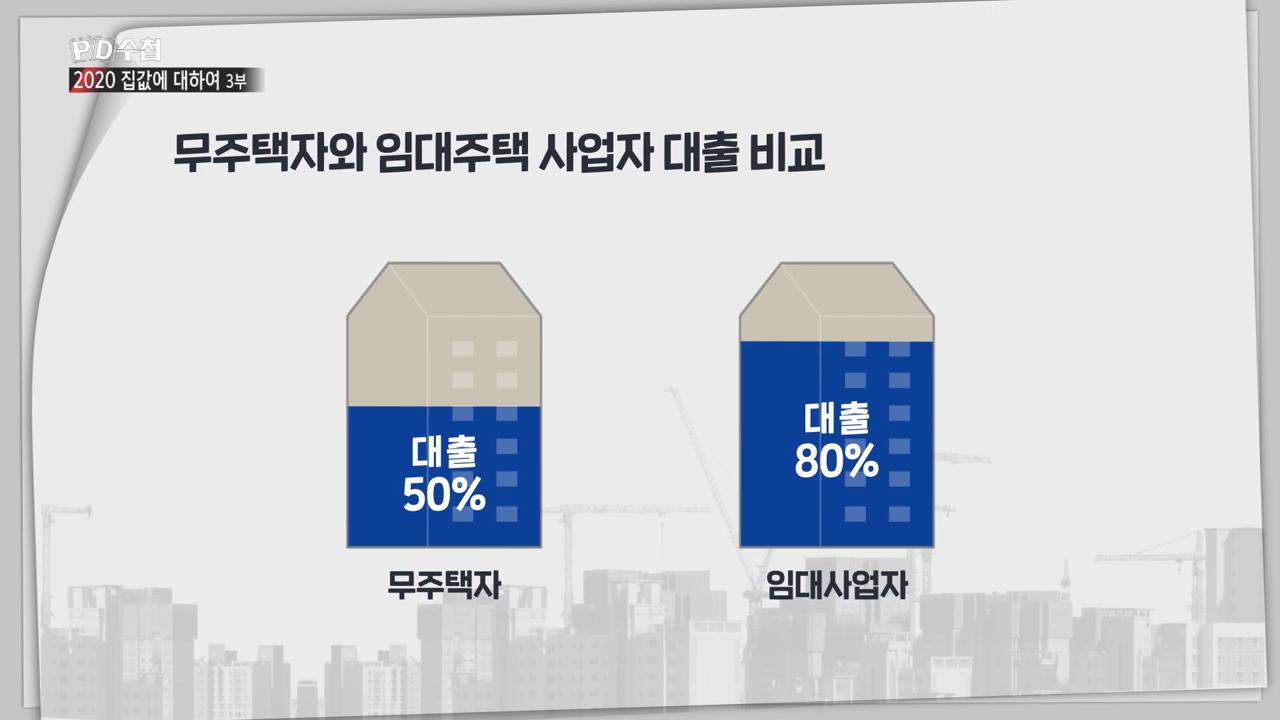 PD수첩
2020 집값에 대하여 3부
무주택자와 임대주택 사업자 대출 비교
대출
50%
대출
80%
무주택자
임대사업자